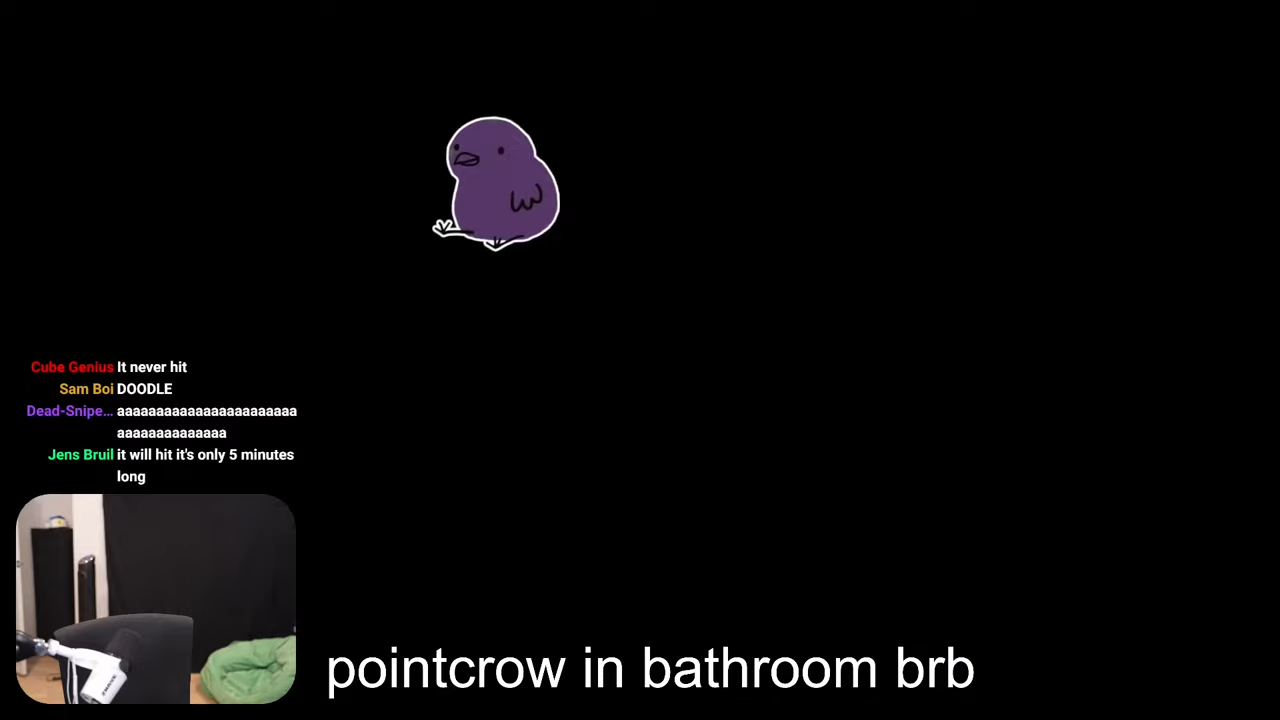 Cube Genius It never hit
Sam Boi DOODLE
Dead-Snipe… aaaaaaaaaaaaaaaaaaaaaaa
aaaaaaaaaaaaaa
Jens Bruil it will hit it's only 5 minutes
long
pointcrow in bathroom brb